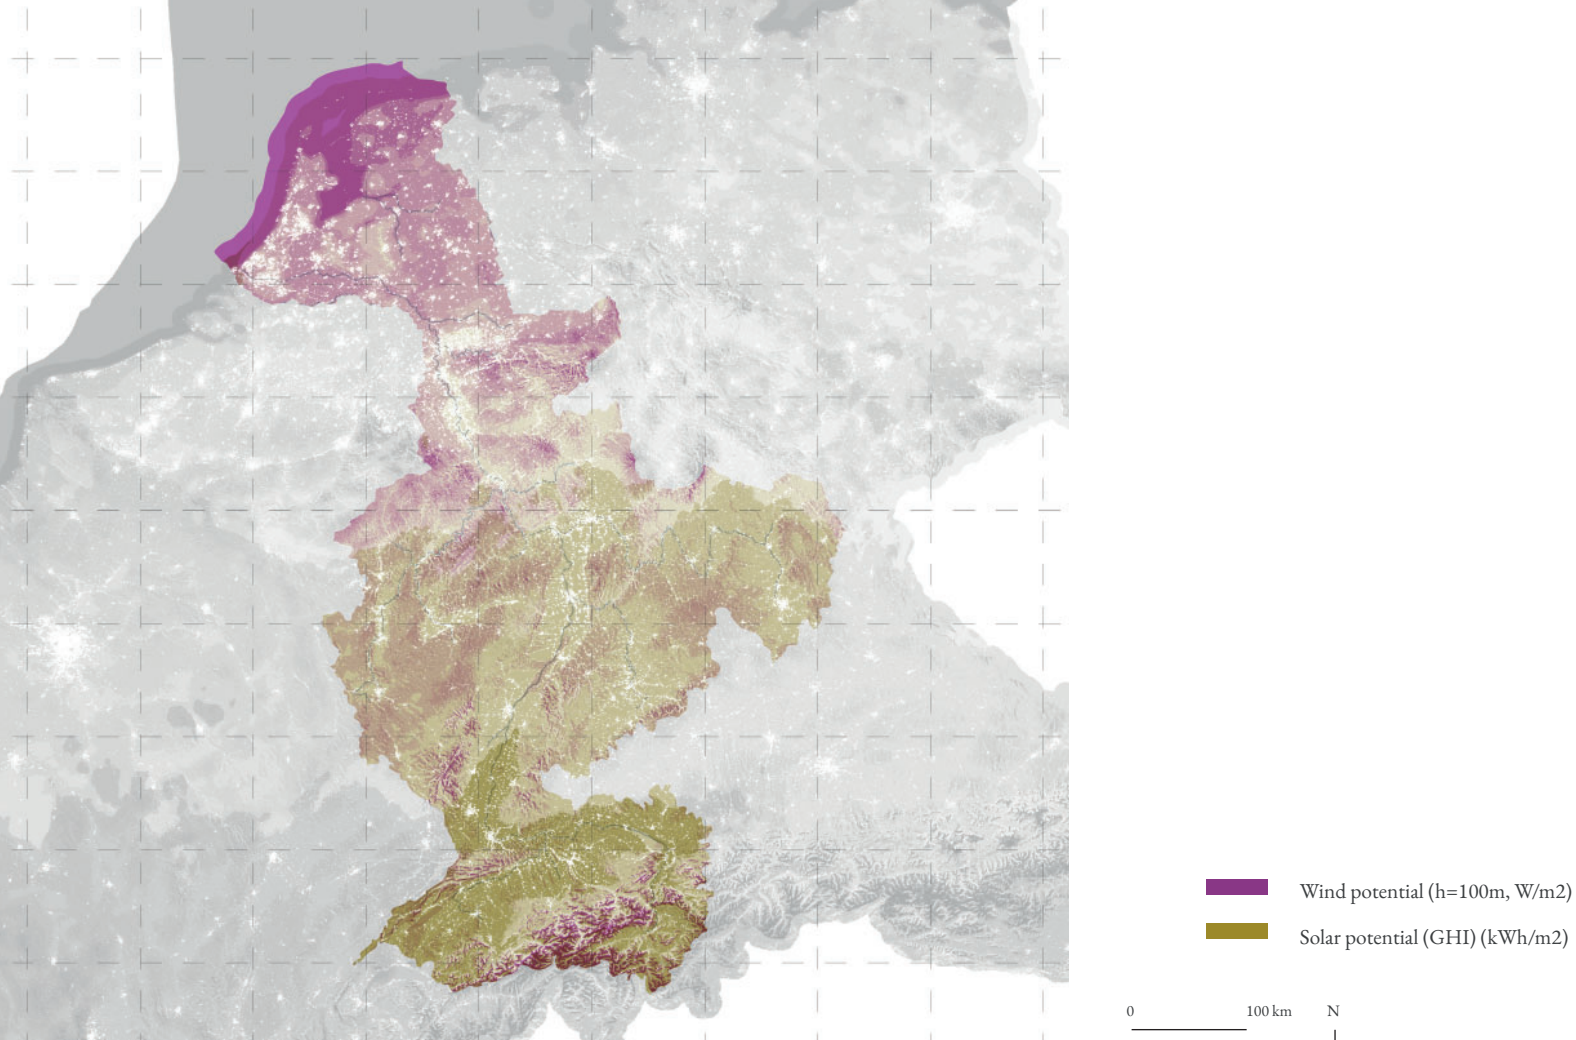 Wind potential (h=100m, W/m2)
Solar potential (GHI) (kWh/m2)
0 100 km N